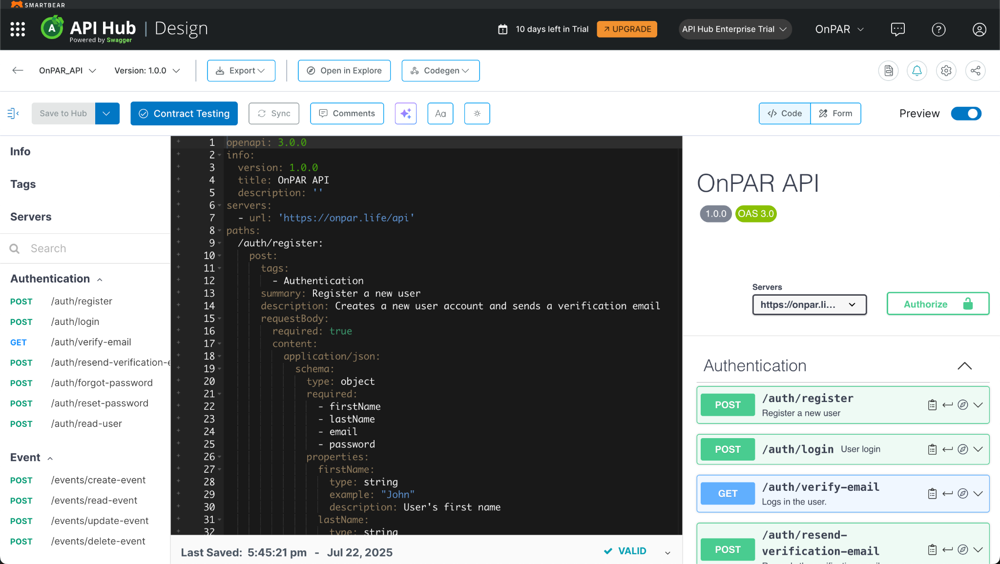 SMARTBEAR
API Hub | Design
Powered by Swagger
10 days left in Trial
UPGRADE
API Hub Enterprise Trial
OnPAR
OnPAR_API
Version: 1.0.0
Export
Open in Explore
Codegen
Save to Hub
Contract Testing
Sync
Comments
Aa
</> Code
Form
Preview
Info
Tags
Servers
Search
Authentication
POST /auth/register
POST /auth/login
GET /auth/verify-email
POST /auth/resend-verification-e
POST /auth/forgot-password
POST /auth/reset-password
POST /auth/read-user
Event
POST /events/create-event
POST /events/read-event
POST /events/update-event
POST /events/delete-event
1 openapi: 3.0.0
2 info:
3 version: 1.0.0
4 title: OnPAR API
5 description: ''
6 servers:
7 - url: 'https://onpar.life/api'
8 paths:
9 /auth/register:
10 post:
11 tags:
12 - Authentication
13 summary: Register a new user
14 description: Creates a new user account and sends a verification email
15 requestBody:
16 required: true
17 content:
18 application/json:
19 schema:
20 type: object
21 required:
22 - firstName
23 - lastName
24 - email
25 - password
26 properties:
27 firstName:
28 type: string
29 example: "John"
30 description: User's first name
31 lastName:
32 type: string
Last Saved: 5:45:21 pm - Jul 22, 2025
VALID
OnPAR API
1.0.0 OAS 3.0
Servers
https://onpar.li...
Authorize
Authentication
POST /auth/register
Register a new user
POST /auth/login User login
GET /auth/verify-email
Logs in the user.
POST /auth/resend-
verification-email